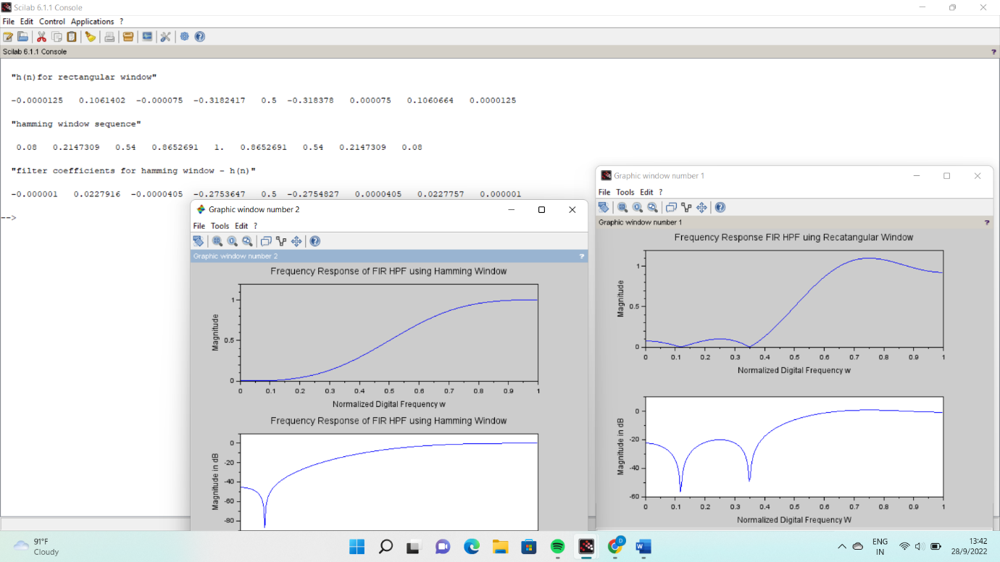 Scilab 6.1.1 Console
File Edit Control Applications ?
Scilab 6.1.1 Console ?
"h(n)for rectangular window"
-0.0000125 0.1061402 -0.000075 -0.3182417 0.5 -0.318378 0.000075 0.1060664 0.0000125
"hamming window sequence"
0.08 0.2147309 0.54 0.8652691 1. 0.8652691 0.54 0.2147309 0.08
"filter coefficients for hamming window - h(n)"
-0.000001 0.0227916 -0.0000405 -0.2753647 0.5 -0.2754827 0.0000405 0.0227757 0.000001
-->
Graphic window number 2
File Tools Edit ?
Graphic window number 2 ?
Frequency Response of FIR HPF using Hamming Window
Magnitude
1
0.5
0
0 0.1 0.2 0.3 0.4 0.5 0.6 0.7 0.8 0.9 1
Normalized Digital Frequency w
Frequency Response of FIR HPF using Hamming Window
Magnitude in dB
0
-20
-40
-60
-80
Graphic window number 1
File Tools Edit ?
Graphic window number 1 ?
Frequency Response FIR HPF uing Recatangular Window
Magnitude
1
0.5
0
0 0.1 0.2 0.3 0.4 0.5 0.6 0.7 0.8 0.9 1
Normalized Digital Frequency w
Magnitude in dB
0
-20
-40
-60
0 0.1 0.2 0.3 0.4 0.5 0.6 0.7 0.8 0.9 1
Normalized Digital Frequency W
91°F
Cloudy
D
W
ENG
IN
13:42
28/9/2022